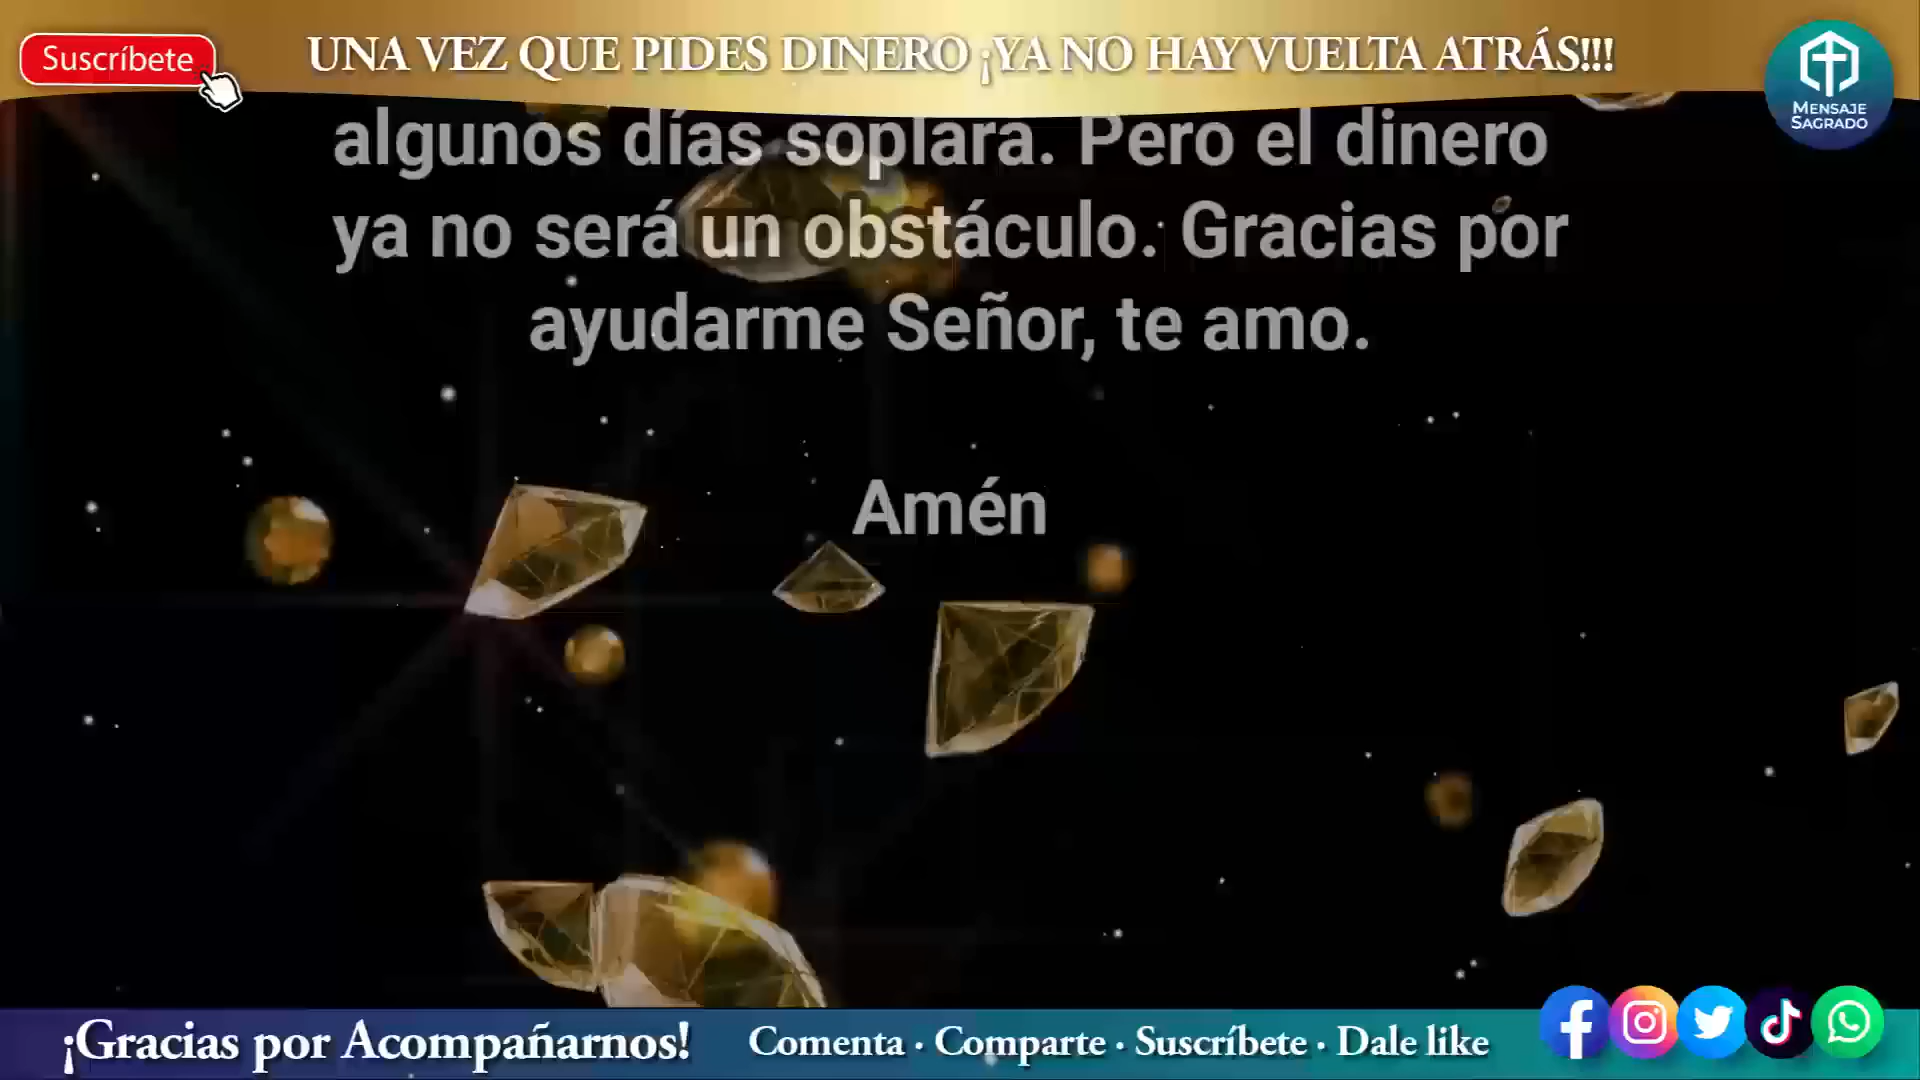 Suscríbete
UNA VEZ QUE PIDES DINERO ¡YA NO HAY VUELTA ATRÁS!!!
MENSAJE
SAGRADO
algunos días soplara. Pero el dinero
ya no será un obstáculo. Gracias por
ayudarme Señor, te amo.
Amén
¡Gracias por Acompañarnos!
Comenta · Comparte · Suscríbete · Dale like